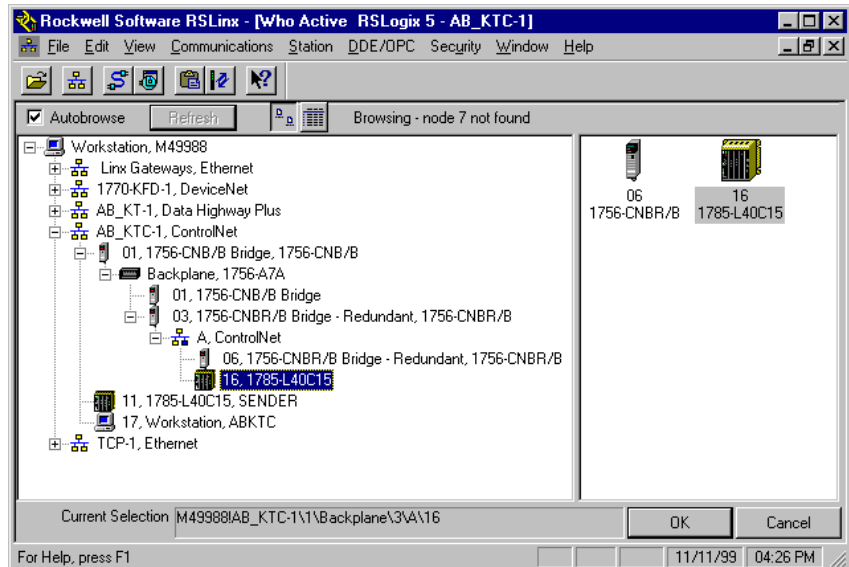 Rockwell Software RSLinx - [Who Active  RSLogix 5 - AB_KTC-1]
File Edit View Communications Station DDE/OPC Security Window Help
Autobrowse Refresh Browsing - node 7 not found
Workstation, M49988
Linx Gateways, Ethernet
1770-KFD-1, DeviceNet
AB_KT-1, Data Highway Plus
AB_KTC-1, ControlNet
01, 1756-CNB/B Bridge, 1756-CNB/B
Backplane, 1756-A7A
01, 1756-CNB/B Bridge
03, 1756-CNBR/B Bridge - Redundant, 1756-CNBR/B
A, ControlNet
06, 1756-CNBR/B Bridge - Redundant, 1756-CNBR/B
16, 1785-L40C15
11, 1785-L40C15, SENDER
17, Workstation, ABKTC
TCP-1, Ethernet
06
1756-CNBR/B
16
1785-L40C15
Current Selection M49988!AB_KTC-1\1\Backplane\3\A\16
OK Cancel
For Help, press F1 11/11/99 04:26 PM